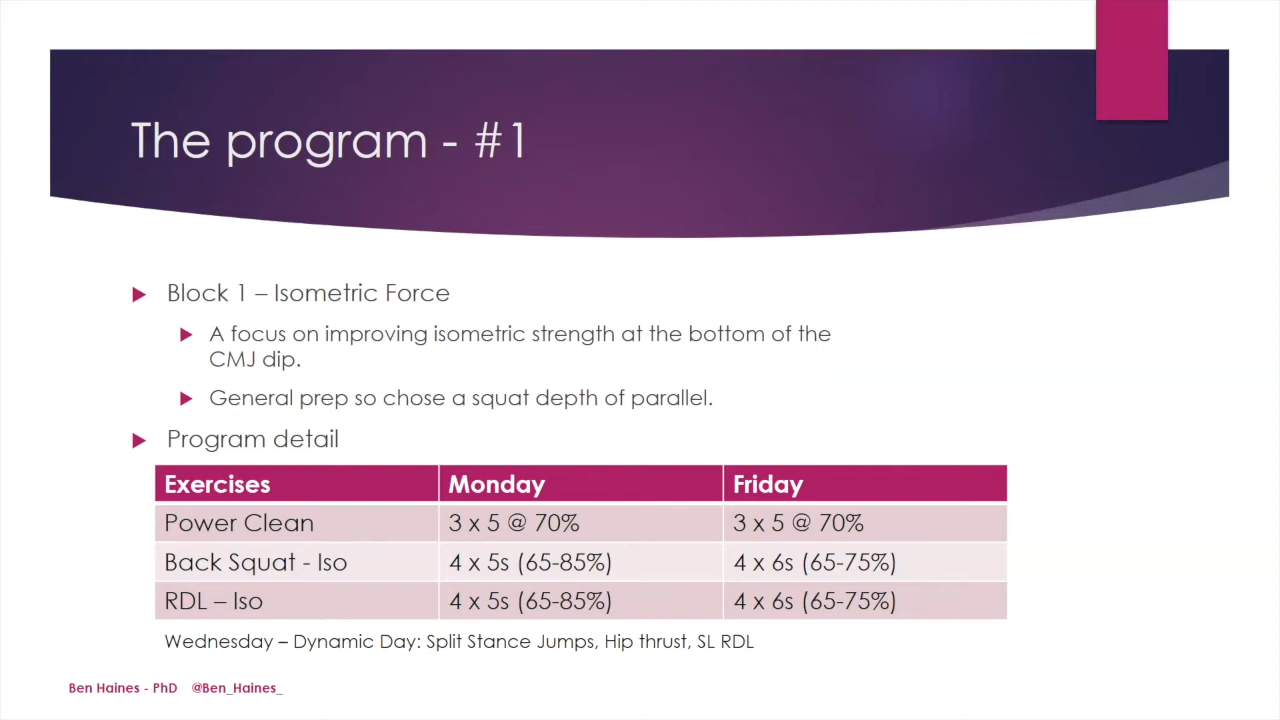 The program - #1
Block 1 – Isometric Force
A focus on improving isometric strength at the bottom of the
CMJ dip.
General prep so chose a squat depth of parallel.
Program detail
Exercises Monday Friday
Power Clean 3 x 5 @ 70% 3 x 5 @ 70%
Back Squat - Iso 4 x 5s (65-85%) 4 x 6s (65-75%)
RDL – Iso 4 x 5s (65-85%) 4 x 6s (65-75%)
Wednesday – Dynamic Day: Split Stance Jumps, Hip thrust, SL RDL
Ben Haines - PhD @Ben_Haines_